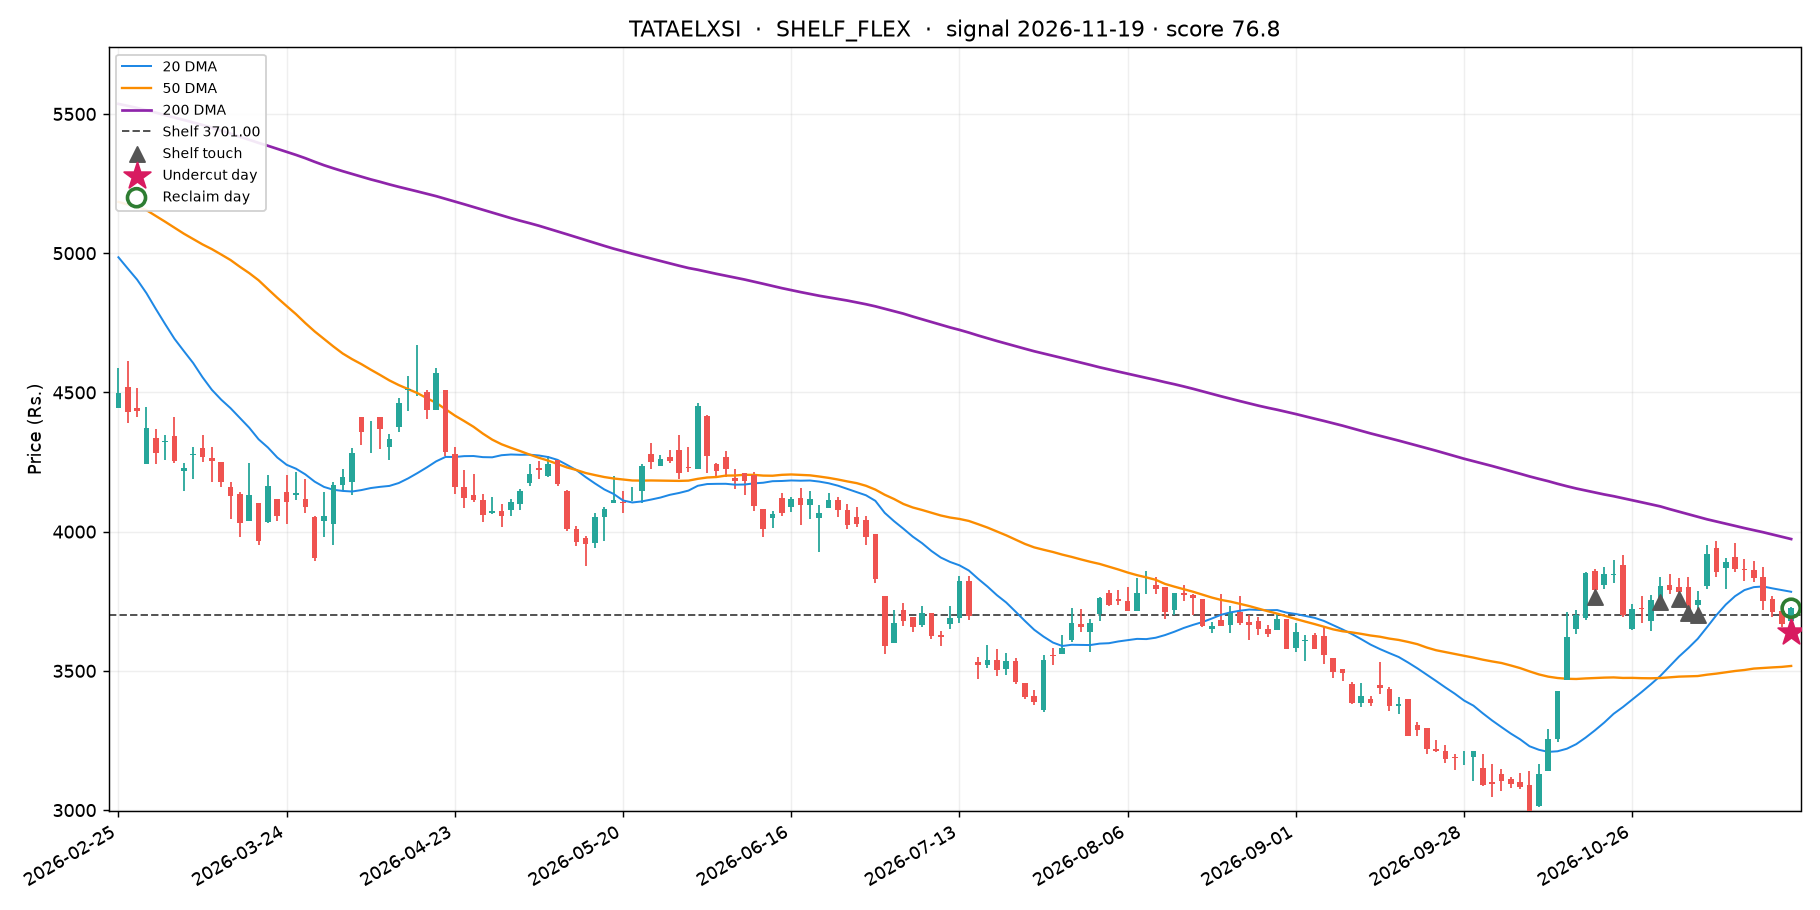 TATAELXSI · SHELF_FLEX · signal 2026-11-19 · score 76.8
20 DMA
50 DMA
200 DMA
Shelf 3701.00
Shelf touch
Undercut day
Reclaim day
Price (Rs.)
5500
5000
4500
4000
3500
3000
2026-02-25
2026-03-24
2026-04-23
2026-05-20
2026-06-16
2026-07-13
2026-08-06
2026-09-01
2026-09-28
2026-10-26